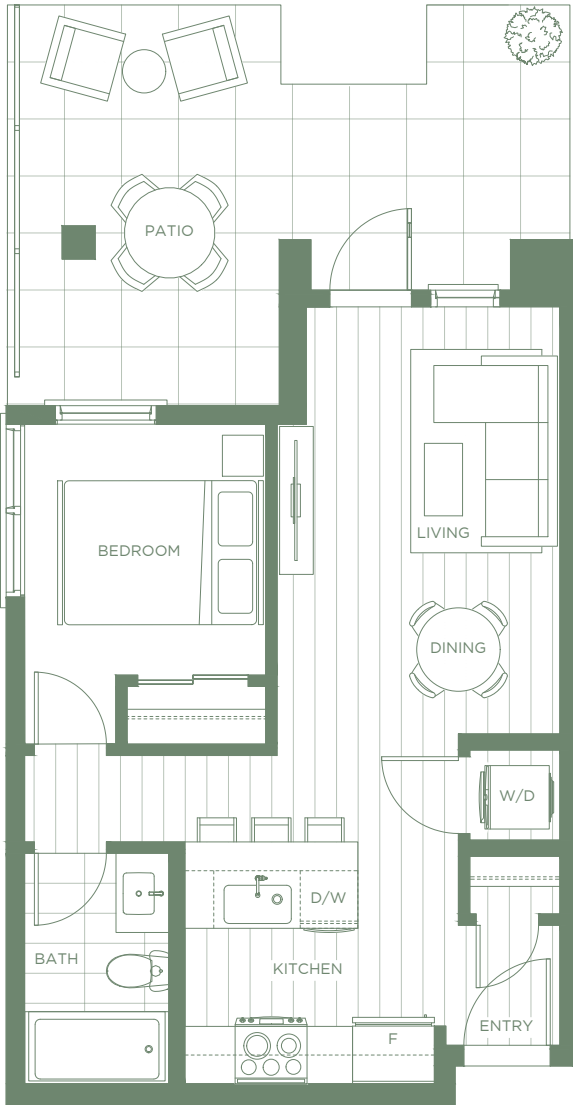 PATIO
LIVING
BEDROOM
DINING
W/D
D/W
BATH
KITCHEN
ENTRY
F